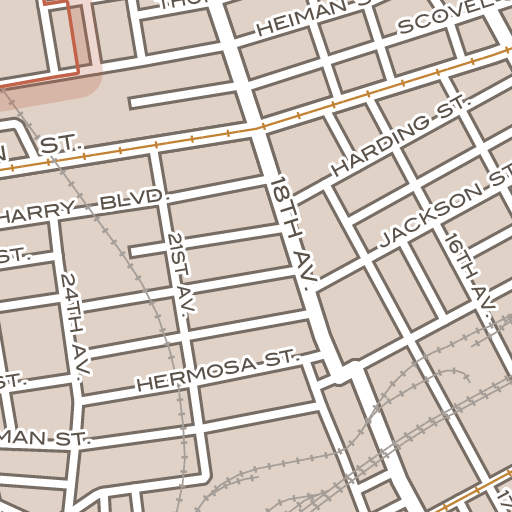 HEIMAN S
SCOVEL
N ST.
HARDING ST.
HARRY BLVD.
18TH AV.
JACKSON ST
21ST AV.
ST.
16TH AV.
24TH AV.
HERMOSA ST.
ST.
MAN ST.